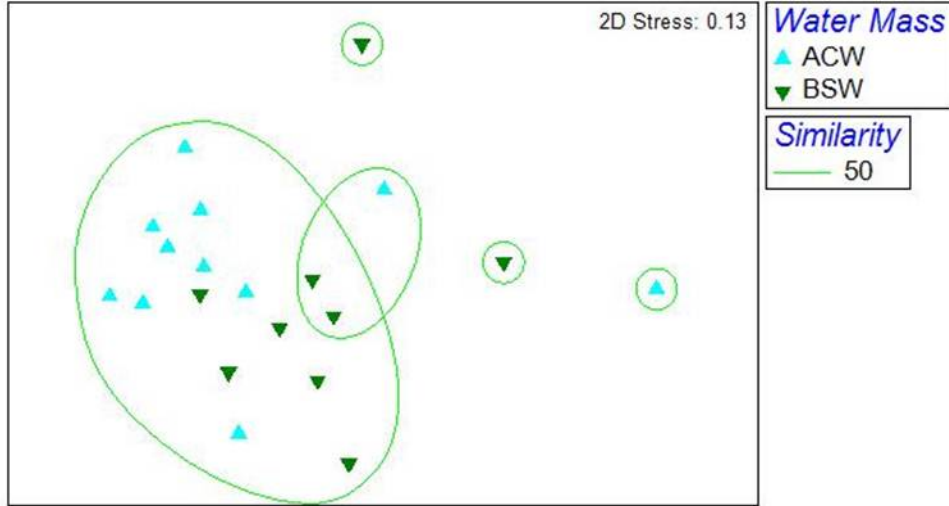 2D Stress: 0.13
Water Mass
ACW
BSW
Similarity
50